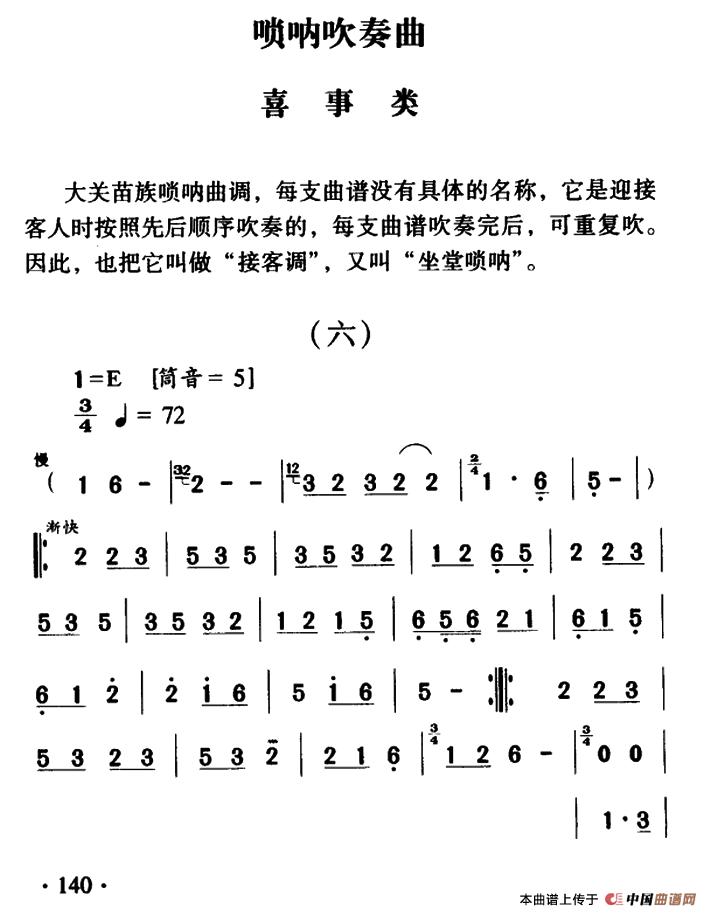 唢呐吹奏曲
喜 事 类
大关苗族唢呐曲调，每支曲谱没有具体的名称，它是迎接
客人时按照先后顺序吹奏的，每支曲谱吹奏完后，可重复吹。
因此，也把它叫做“接客调”，又叫“坐堂唢呐”。
（六）
1=E [筒音=5]
3/4 ♩=72
慢
( 1 6 - | 32 2 - - | 12 3 2 3 2 2 | 2/4 1 · 6̣ | 5̣ - | )
渐快
‖: 2 2 3 | 5 3 5 | 3 5 3 2 | 1 2 6̣ 5̣ | 2 2 3 |
5 3 5 | 3 5 3 2 | 1 2 1 5̣ | 6̣ 5̣ 6̣ 2 1 | 6̣ 1 5̣ |
6̣ 1 2̇ | 2̇ 1̇ 6 | 5 1̇ 6 | 5 - :‖: 2 2 3 |
5 3 2 3 | 5 3 2 | 2 1 6̣ | 3/4 1 2 6 - | 3/4 0 0 |
| 1 · 3 |
· 140 ·
本曲谱上传于 中国曲谱网